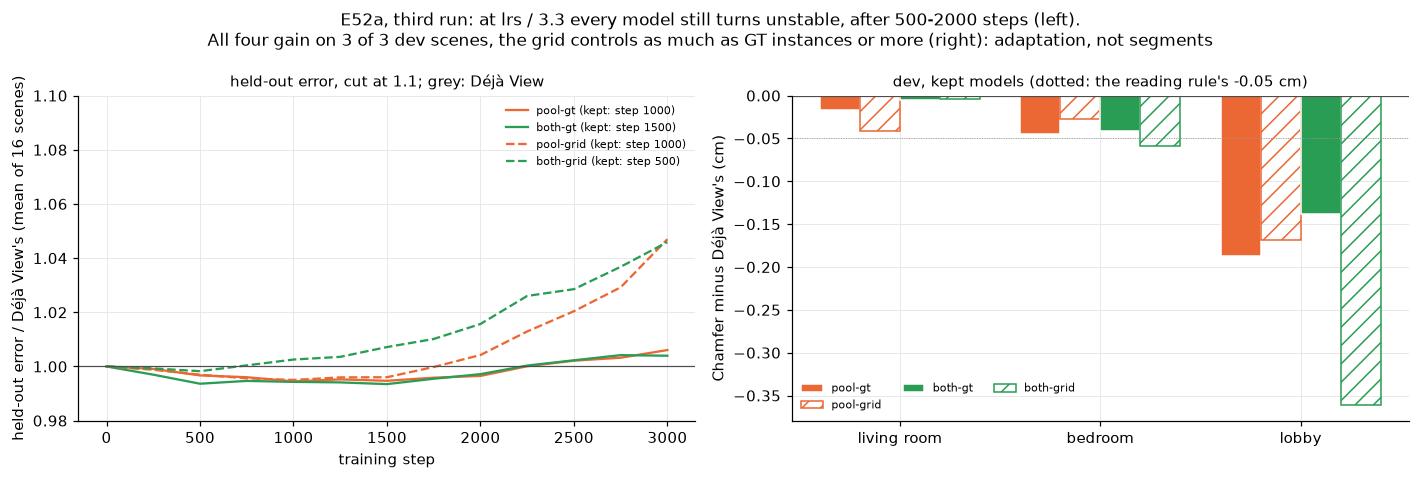 E52a, third run: at lrs / 3.3 every model still turns unstable, after 500-2000 steps (left).
All four gain on 3 of 3 dev scenes, the grid controls as much as GT instances or more (right): adaptation, not segments
held-out error, cut at 1.1; grey: Déjà View
held-out error / Déjà View's (mean of 16 scenes)
1.10
1.08
1.06
1.04
1.02
1.00
0.98
pool-gt (kept: step 1000)
both-gt (kept: step 1500)
pool-grid (kept: step 1000)
both-grid (kept: step 500)
0 500 1000 1500 2000 2500 3000
training step
dev, kept models (dotted: the reading rule's -0.05 cm)
Chamfer minus Déjà View's (cm)
0.00
−0.05
−0.10
−0.15
−0.20
−0.25
−0.30
−0.35
pool-gt both-gt both-grid
pool-grid
living room bedroom lobby